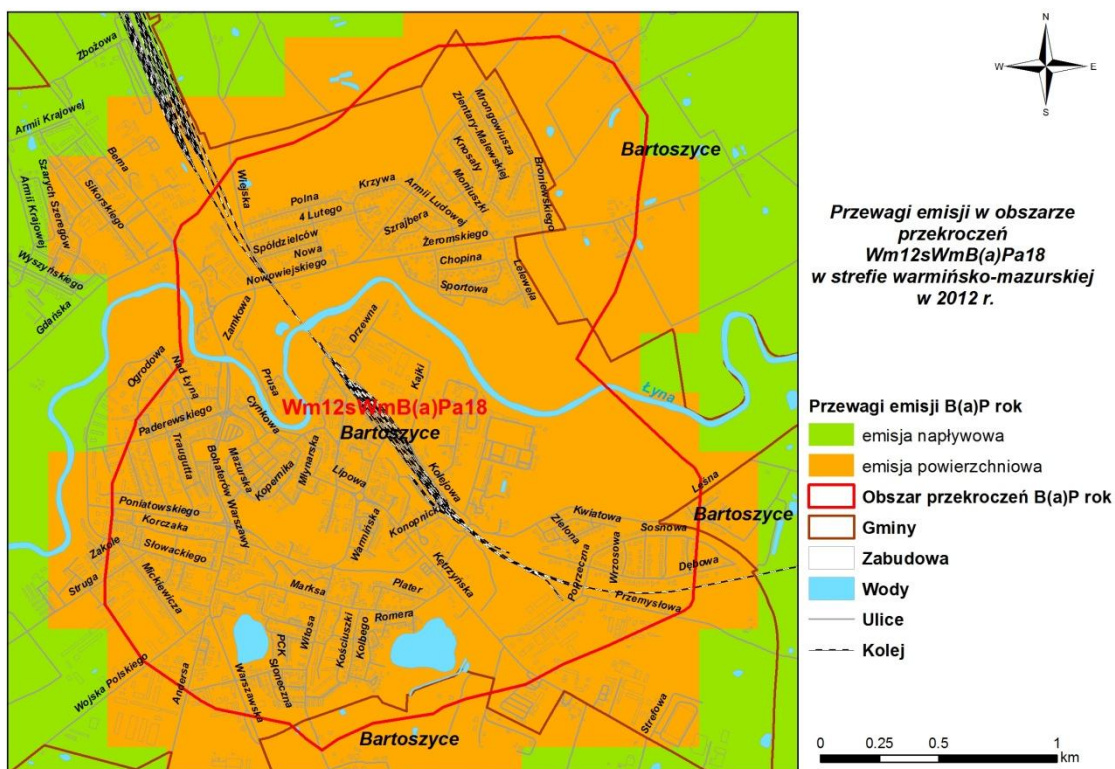 Zbożowa
Armii Krajowej
Bema
Szarych Szeregów
Armii Krajowej
Sikorskiego
Wyszyńskiego
Gdańska
Wiejska
Polna
Krzywa
4 Lutego
Spółdzielców
Nowa
Nowowiejskiego
Szrajbera
Armii Ludowej
Żeromskiego
Mrongowiusza
Zientary-Malewskiej
Knosały
Moniuszki
Broniewskiego
Chopina
Sportowa
Lelewela
Bartoszyce
Zamkowa
Drzewna
Kajki
Łyna
Ogrodowa
Nad Łyną
Prusa
Cynkowa
Wm12sWmB(a)Pa18
Bartoszyce
Paderewskiego
Traugutta
Bohaterów Warszawy
Mazurska
Kopernika
Młynarska
Lipowa
Kolejowa
Warmińska
Konopnick
Poniatowskiego
Korczaka
Słowackiego
Zakole
Struga
Mickiewicza
Leśna
Bartoszyce
Kwiatowa
Zielona
Sosnowa
Wrzosowa
Dębowa
Poprzeczna
Przemysłowa
Kętrzyńska
Plater
Marksa
Romera
Witosa
Kościuszki
Kolbego
PCK
Słoneczna
Wojska Polskiego
Andersa
Warszawska
Strefowa
Bartoszyce
N
W
E
S
Przewagi emisji w obszarze
przekroczeń
Wm12sWmB(a)Pa18
w strefie warmińsko-mazurskiej
w 2012 r.
Przewagi emisji B(a)P rok
emisja napływowa
emisja powierzchniowa
Obszar przekroczeń B(a)P rok
Gminy
Zabudowa
Wody
Ulice
Kolej
0 0.25 0.5 1
km